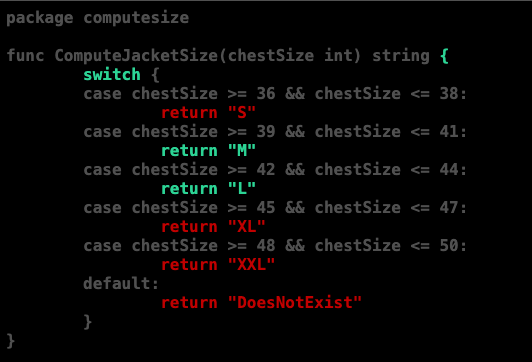 package computesize

func ComputeJacketSize(chestSize int) string {
        switch {
        case chestSize >= 36 && chestSize <= 38:
                return "S"
        case chestSize >= 39 && chestSize <= 41:
                return "M"
        case chestSize >= 42 && chestSize <= 44:
                return "L"
        case chestSize >= 45 && chestSize <= 47:
                return "XL"
        case chestSize >= 48 && chestSize <= 50:
                return "XXL"
        default:
                return "DoesNotExist"
        }
}